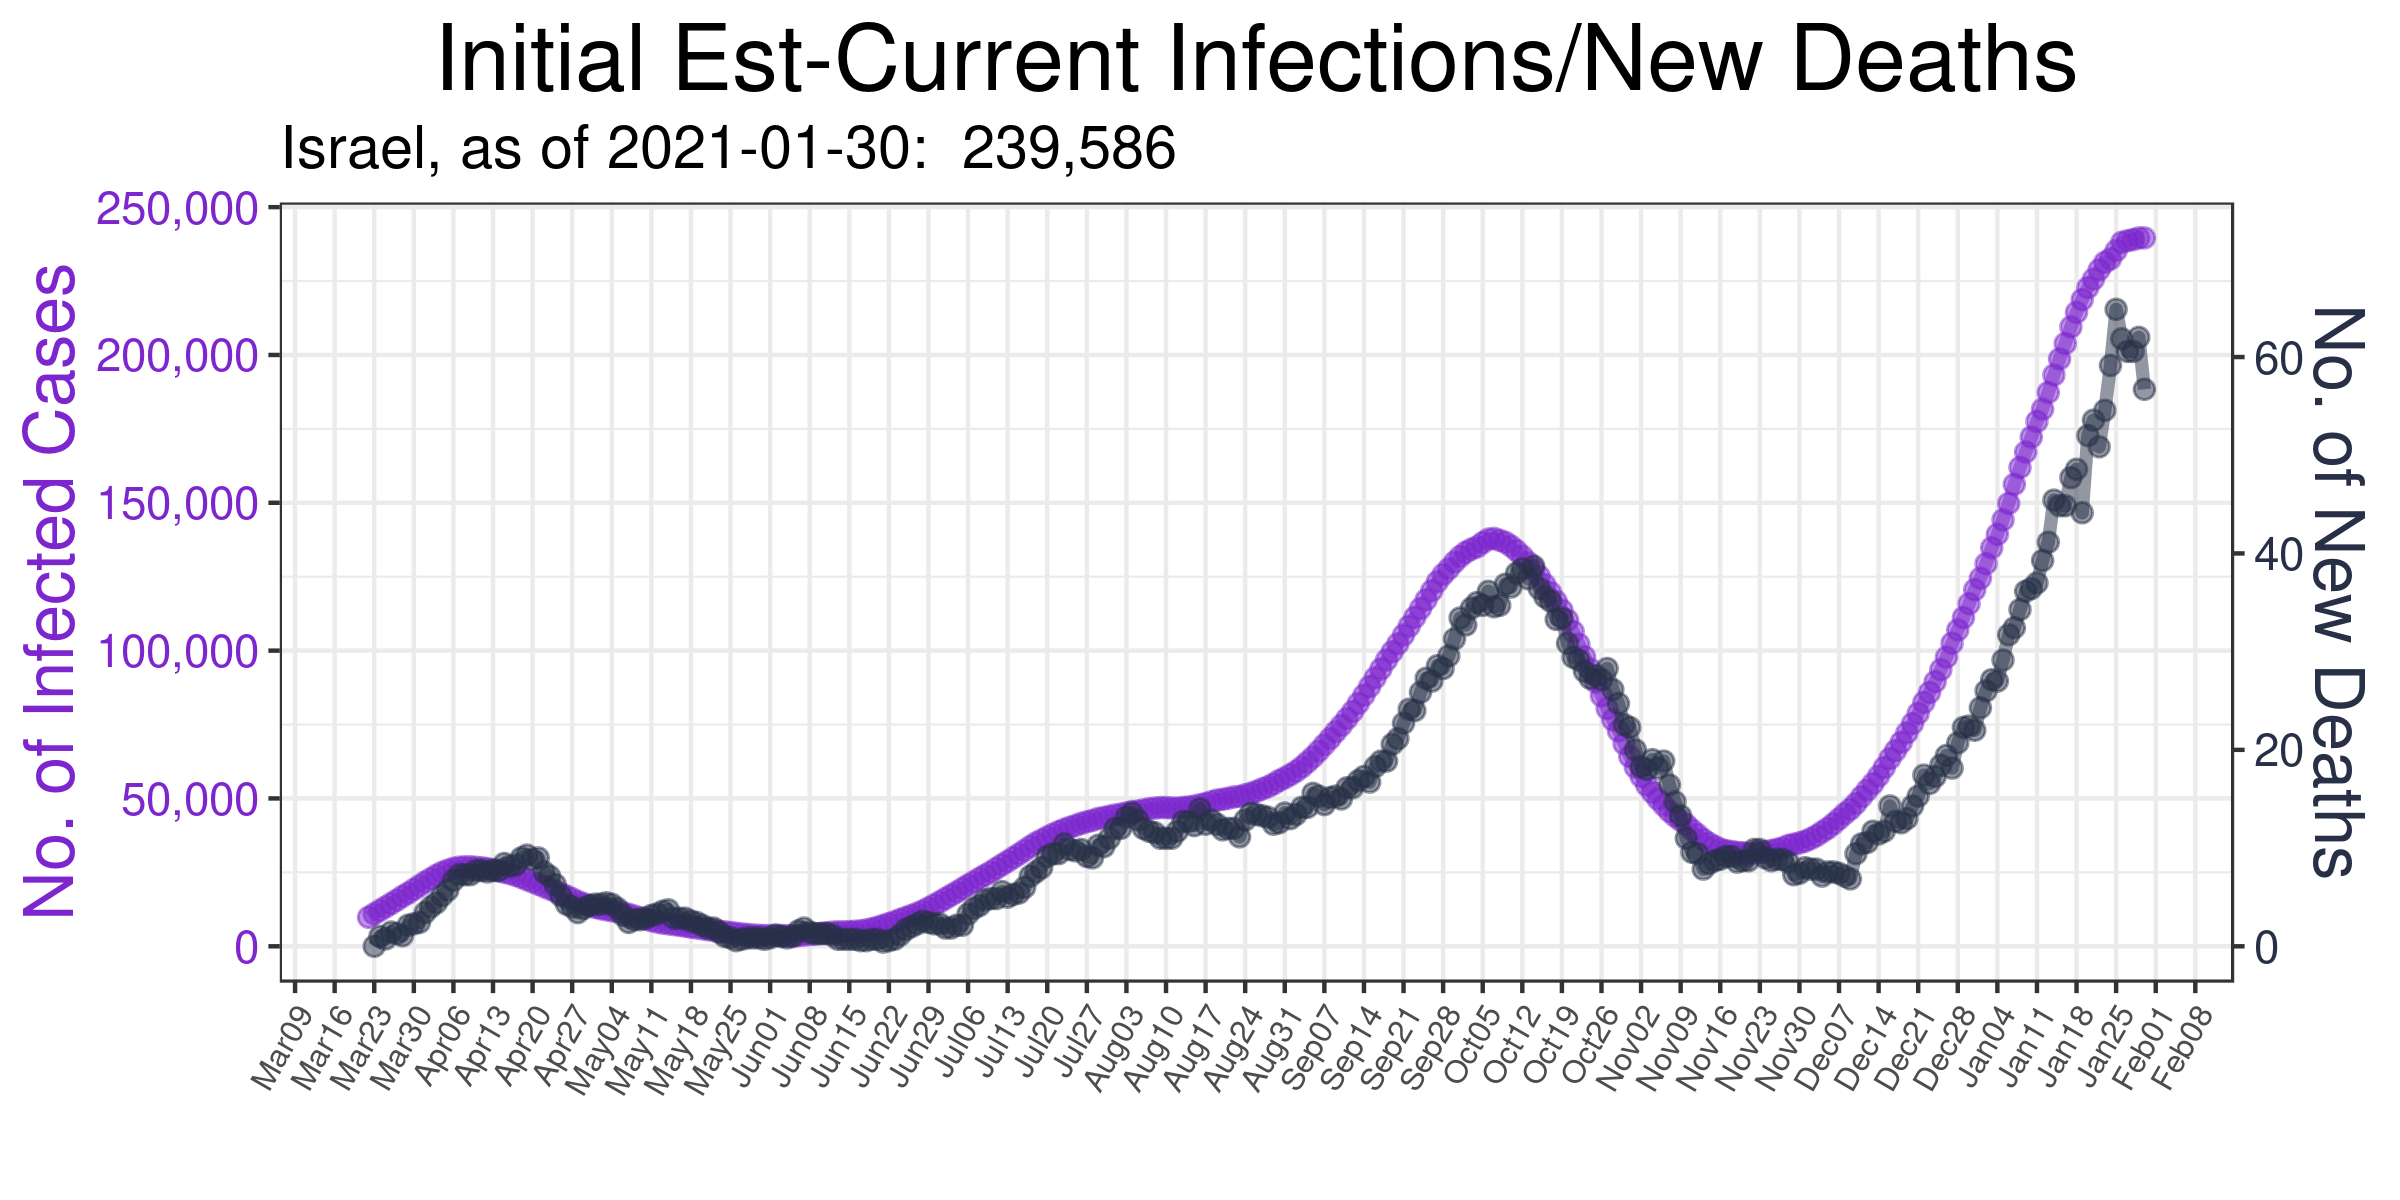 Initial Est-Current Infections/New Deaths
Israel, as of 2021-01-30:  239,586
No. of Infected Cases
250,000
200,000
150,000
100,000
50,000
0
60
40
20
0
No. of New Deaths
Mar09 Mar16 Mar23 Mar30 Apr06 Apr13 Apr20 Apr27 May04 May11 May18 May25 Jun01 Jun08 Jun15 Jun22 Jun29 Jul06 Jul13 Jul20 Jul27 Aug03 Aug10 Aug17 Aug24 Aug31 Sep07 Sep14 Sep21 Sep28 Oct05 Oct12 Oct19 Oct26 Nov02 Nov09 Nov16 Nov23 Nov30 Dec07 Dec14 Dec21 Dec28 Jan04 Jan11 Jan18 Jan25 Feb01 Feb08